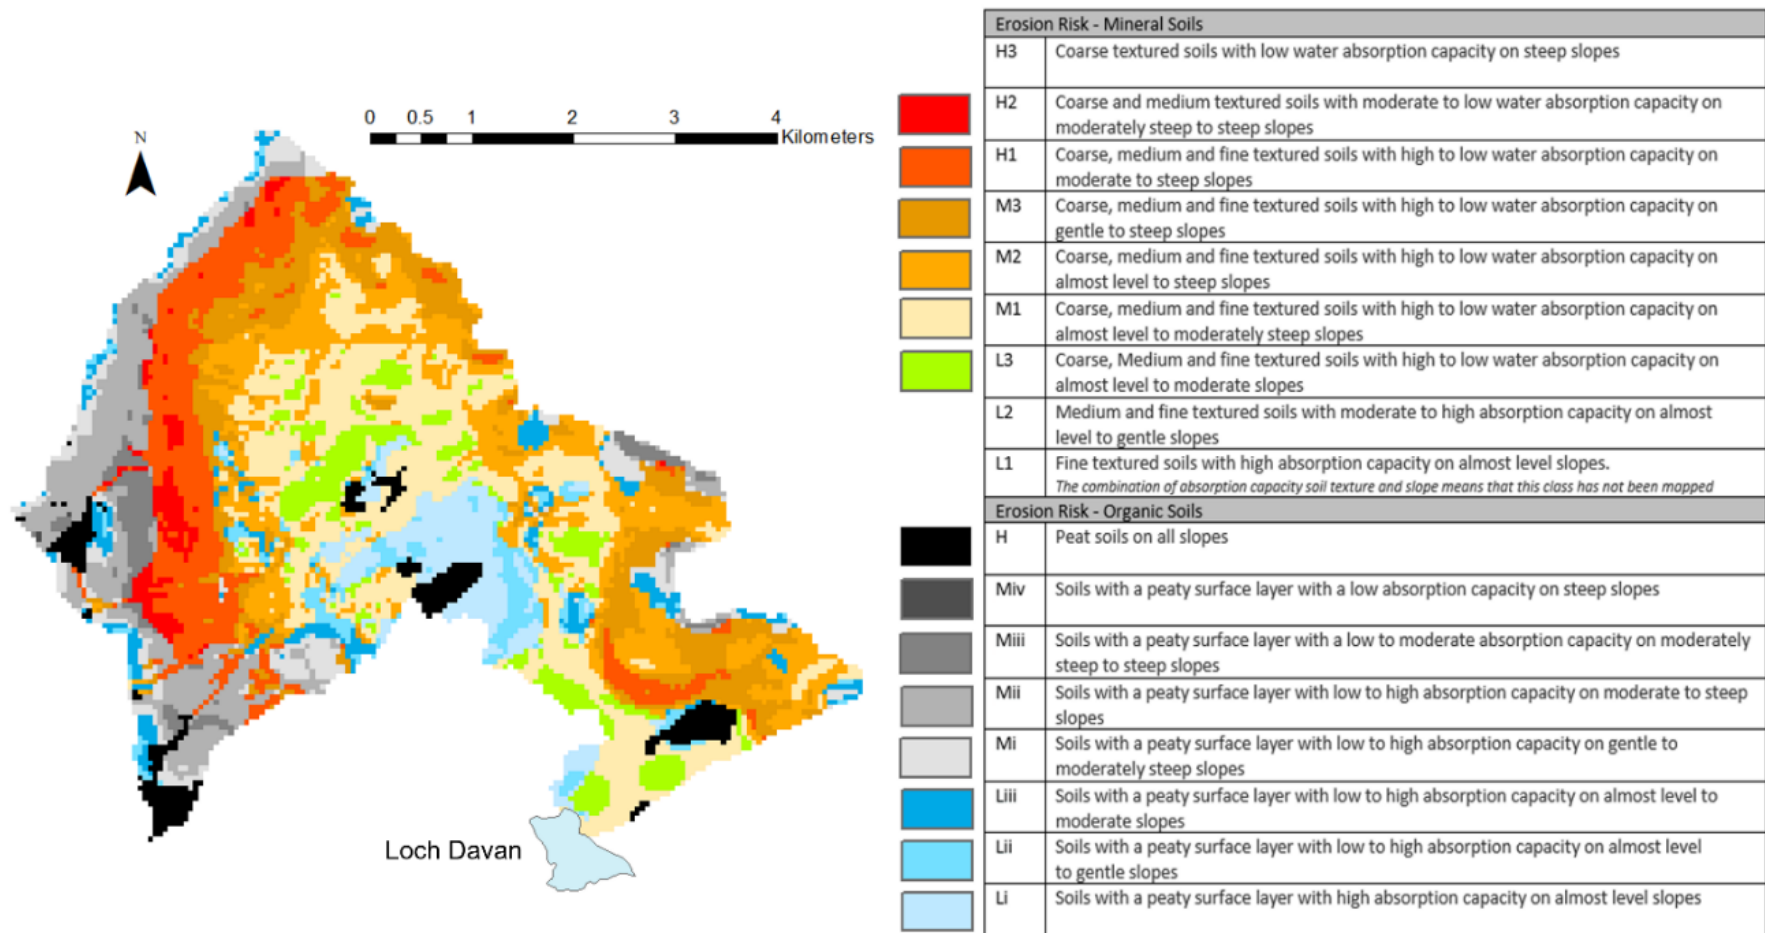 N
0 0.5 1 2 3 4
Kilometers
Loch Davan
Erosion Risk - Mineral Soils
H3 Coarse textured soils with low water absorption capacity on steep slopes
H2 Coarse and medium textured soils with moderate to low water absorption capacity on
moderately steep to steep slopes
H1 Coarse, medium and fine textured soils with high to low water absorption capacity on
moderate to steep slopes
M3 Coarse, medium and fine textured soils with high to low water absorption capacity on
gentle to steep slopes
M2 Coarse, medium and fine textured soils with high to low water absorption capacity on
almost level to steep slopes
M1 Coarse, medium and fine textured soils with high to low water absorption capacity on
almost level to moderately steep slopes
L3 Coarse, Medium and fine textured soils with high to low water absorption capacity on
almost level to moderate slopes
L2 Medium and fine textured soils with moderate to high absorption capacity on almost
level to gentle slopes
L1 Fine textured soils with high absorption capacity on almost level slopes.
The combination of absorption capacity soil texture and slope means that this class has not been mapped
Erosion Risk - Organic Soils
H Peat soils on all slopes
Miv Soils with a peaty surface layer with a low absorption capacity on steep slopes
Miii Soils with a peaty surface layer with a low to moderate absorption capacity on moderately
steep to steep slopes
Mii Soils with a peaty surface layer with low to high absorption capacity on moderate to steep
slopes
Mi Soils with a peaty surface layer with low to high absorption capacity on gentle to
moderately steep slopes
Liii Soils with a peaty surface layer with low to high absorption capacity on almost level to
moderate slopes
Lii Soils with a peaty surface layer with low to high absorption capacity on almost level
to gentle slopes
Li Soils with a peaty surface layer with high absorption capacity on almost level slopes